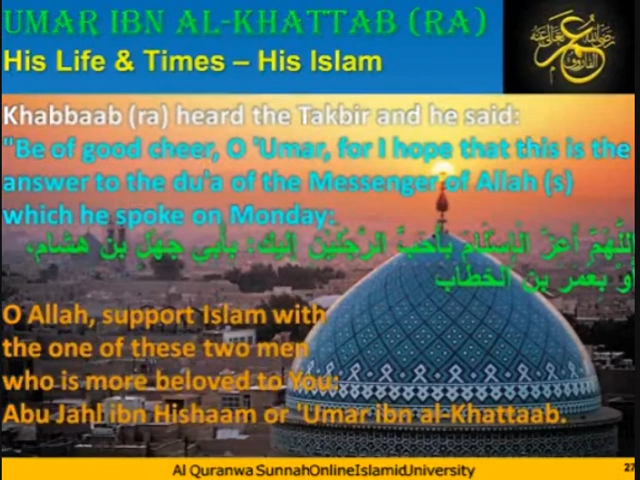 UMAR IBN AL-KHATTAB (RA)
His Life & Times – His Islam
Khabbaab (ra) heard the Takbir and he said:
"Be of good cheer, O 'Umar, for I hope that this is the
answer to the du'a of the Messenger of Allah (s)
which he spoke on Monday:
اللَّهُمَّ أَعِزَّ الْإِسْلَامَ بِأَحَبِّ الرَّجُلَيْنِ إِلَيْكَ: بِأَبِي جَهْلِ بْنِ هِشَامٍ،
أَوْ بِعُمَرَ بْنِ الْخَطَّابِ
O Allah, support Islam with
the one of these two men
who is more beloved to You:
Abu Jahl ibn Hishaam or 'Umar ibn al-Khattaab.
Al Quranwa SunnahOnlineIslamidUniversity
27